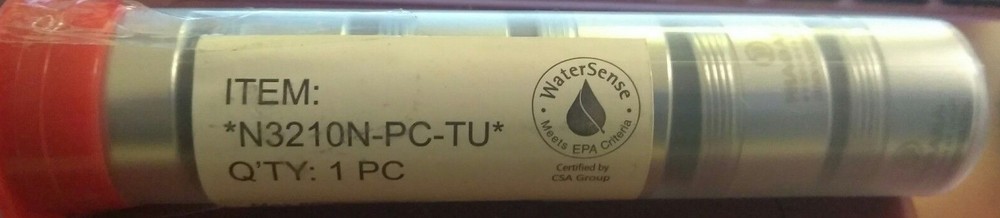 ITEM:
*N3210N-PC-TU*
Q'TY: 1 PC
WaterSense
Meets EPA Criteria
Certified by
CSA Group